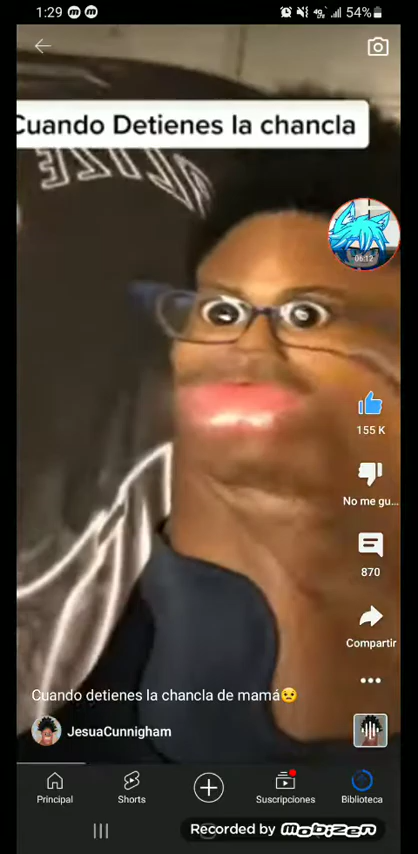 1:29
4G
54%
Cuando Detienes la chancla
06:12
155 K
No me gu...
870
Compartir
Cuando detienes la chancla de mamá😟
JesuaCunnigham
Principal
Shorts
Suscripciones
Biblioteca
Recorded by mobizen